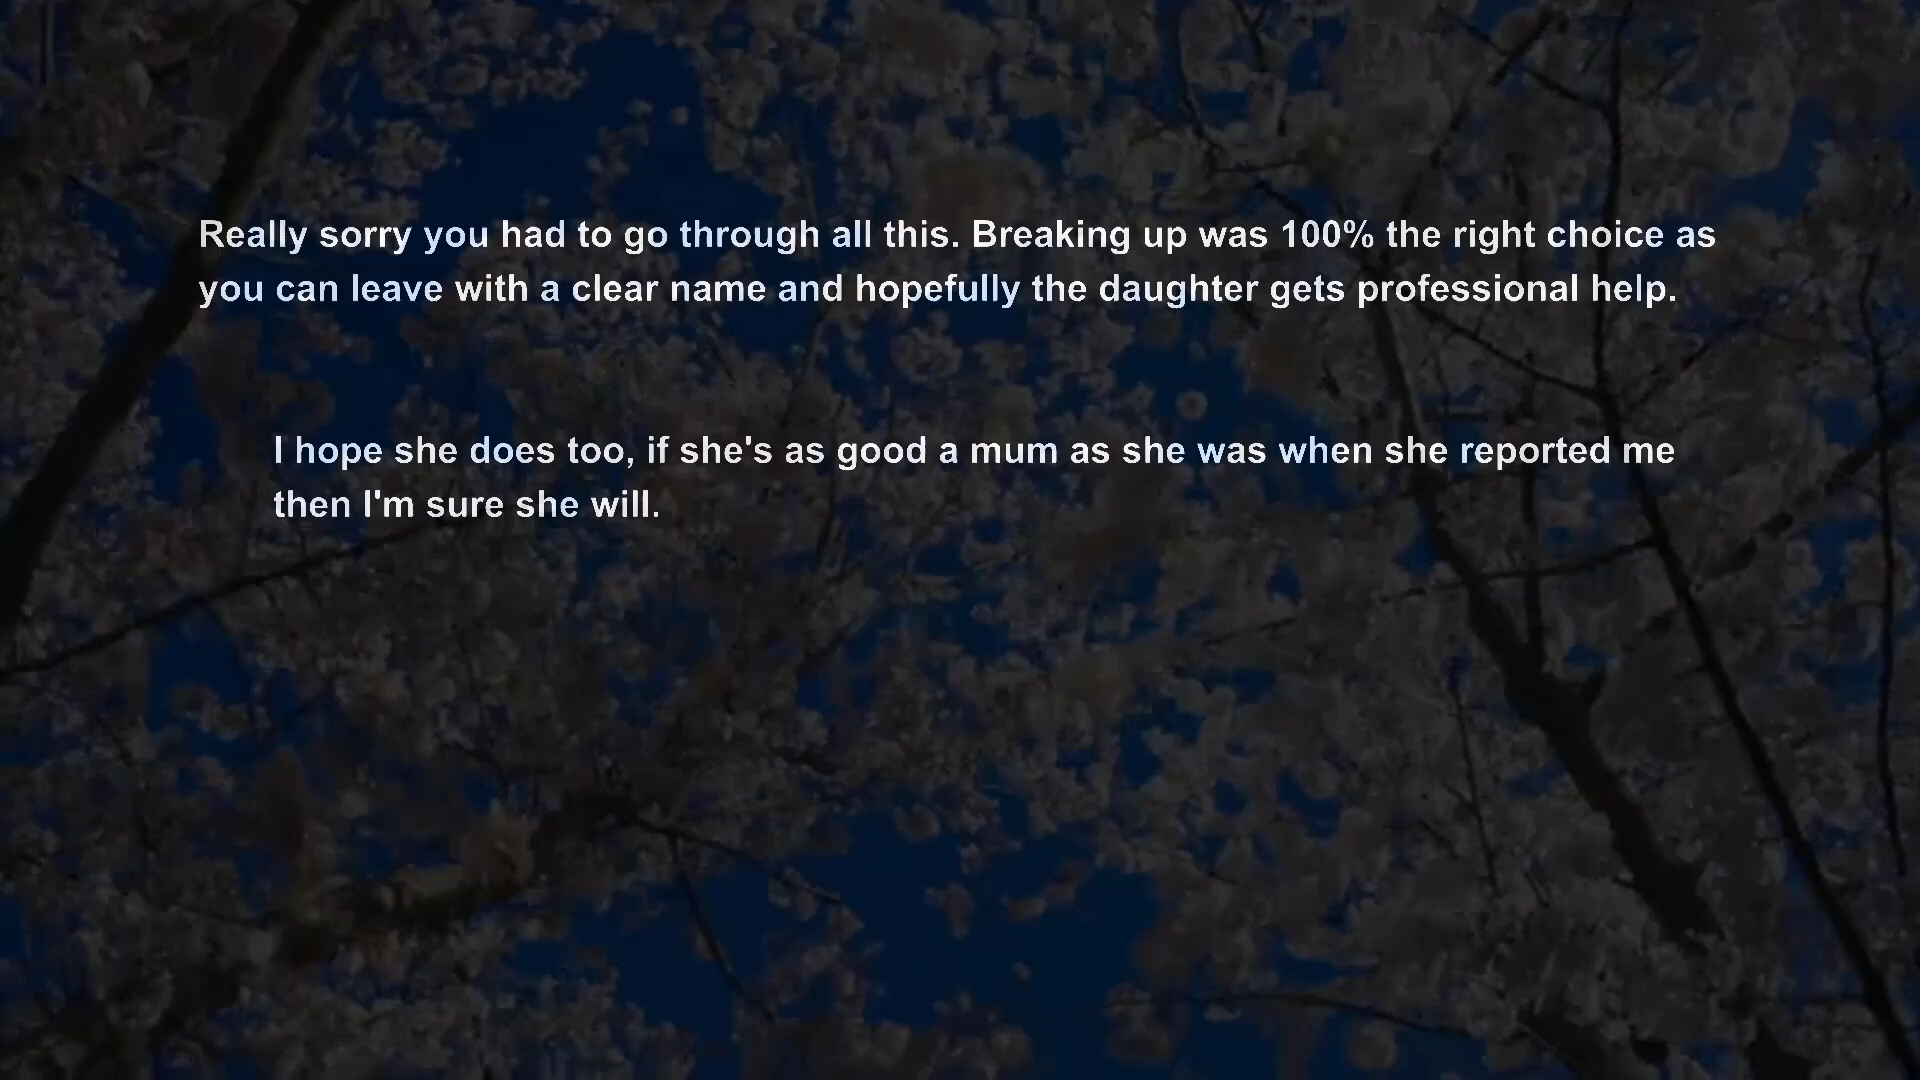 Really sorry you had to go through all this. Breaking up was 100% the right choice as
you can leave with a clear name and hopefully the daughter gets professional help.
I hope she does too, if she's as good a mum as she was when she reported me
then I'm sure she will.